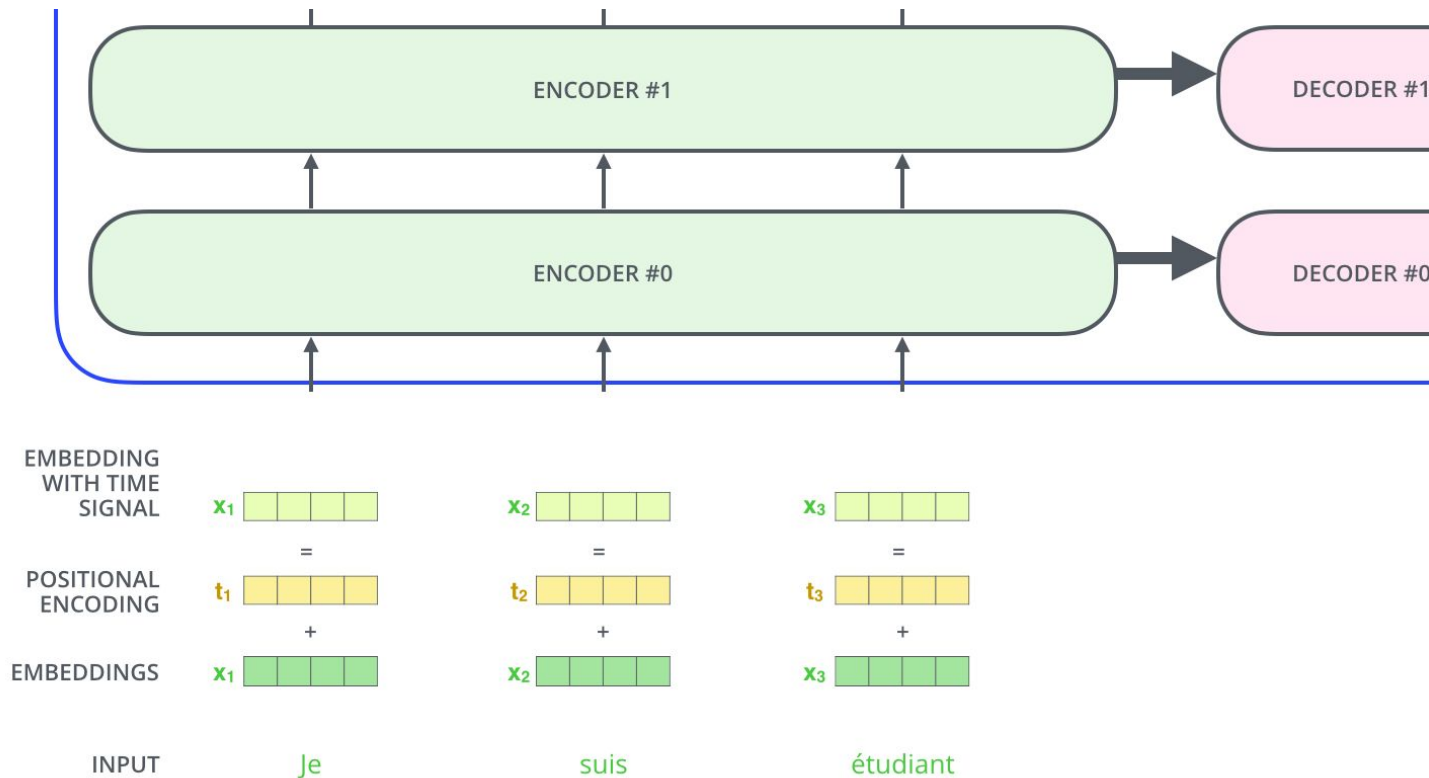 ENCODER #1
DECODER #1
ENCODER #0
DECODER #0
EMBEDDING
WITH TIME
SIGNAL
x₁
x₂
x₃
= = =
POSITIONAL
ENCODING
t₁
t₂
t₃
+ + +
EMBEDDINGS
x₁
x₂
x₃
INPUT
Je
suis
étudiant